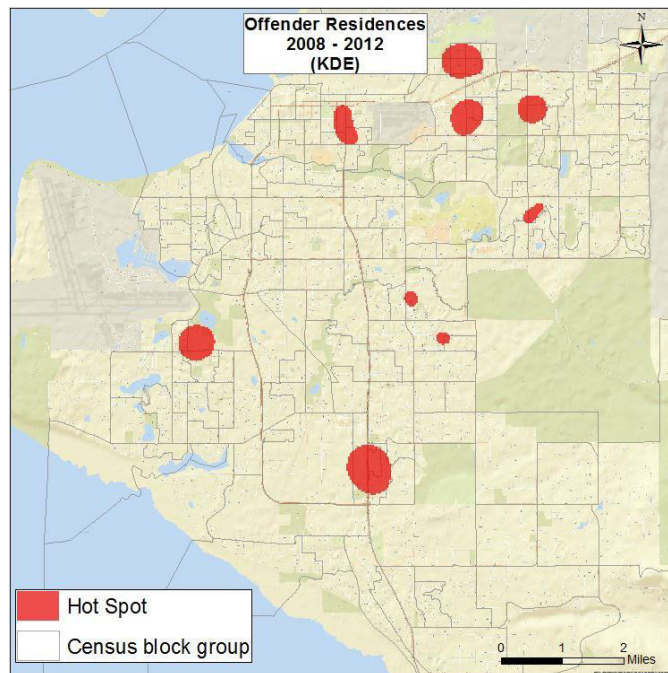 Offender Residences
2008 - 2012
(KDE)
N
Hot Spot
Census block group
0 1 2
Miles